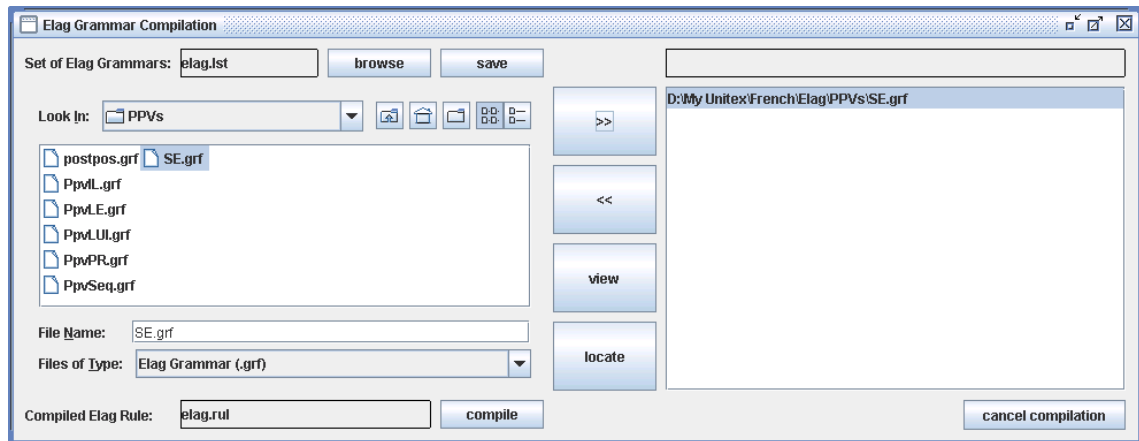 Elag Grammar Compilation
Set of Elag Grammars: elag.lst browse save
Look In: PPVs
postpos.grf SE.grf
PpvIL.grf
PpvLE.grf
PpvLUI.grf
PpvPR.grf
PpvSeq.grf
File Name: SE.grf
Files of Type: Elag Grammar (.grf)
Compiled Elag Rule: elag.rul compile
>>
<<
view
locate
D:\My Unitex\French\Elag\PPVs\SE.grf
cancel compilation